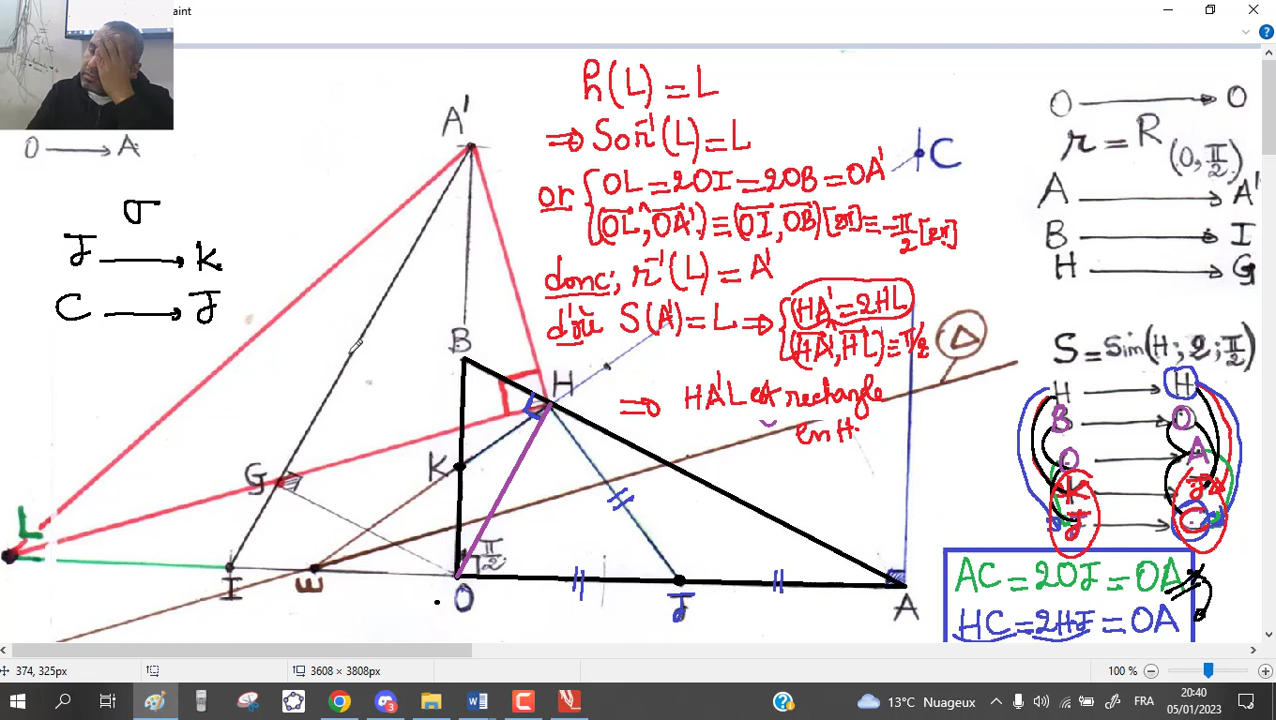 aint
O → A
σ
J → K
C → J
A'
B
H
K
G
L
I
E
O
π/2
J
A
C
Δ
h(L) = L
⇒ Sor⁻¹(L) = L
or { OL = 2OI = 2OB = OA'
(OL, OA') ≡ (OI, OB) [2π] ≡ -π/2 [2π]
donc; r⁻¹(L) = A'
d'où S(A') = L ⇒ { HA' = 2HL
(HA', HL) ≡ π/2
⇒ HA'L est rectangle
en H.
O → O
r = R(O, π/2)
A → A'
B → I
H → G
S = Sim(H; 2; π/2)
H → H
B → O
O → A
K → J
J → C
AC = 2OJ = OA
HC = 2HJ = OA
374, 325px
3608 × 3808px
100 %
13°C Nuageux
FRA
20:40
05/01/2023